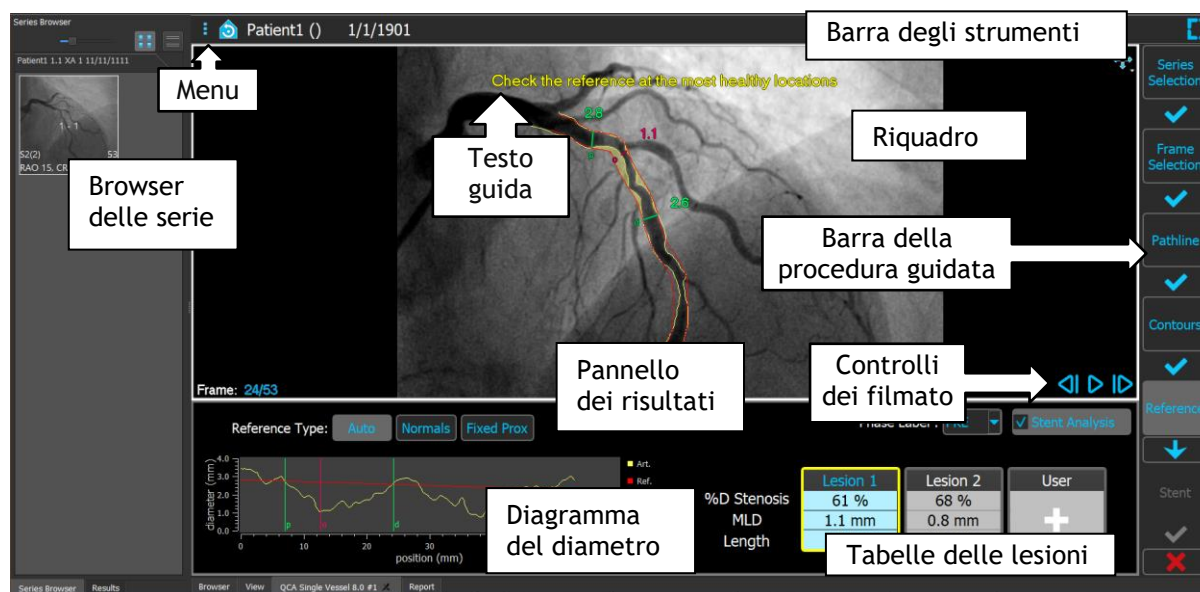 Series Browser
Patient1 () 1/1/1901
Barra degli strumenti
Patient1 1.1 XA 1 11/11/1111
Menu
Series
Selection
Check the reference at the most healthy locations
2.8
1.1
1 - 1
Testo
guida
Riquadro
Frame
Selection
S2(2) 53
RAO 15, CR
Browser
delle serie
2.6
Barra della
procedura guidata
Pathline
Contours
Pannello
dei risultati
Controlli
dei filmato
Frame: 24/53
Reference
Reference Type: Auto Normals Fixed Prox
Phase Label: PRE
Stent Analysis
diameter (mm)
4.0
3.0
2.0
1.0
0.0
p
o
d
0 10 20 30
position (mm)
Art.
Ref.
Diagramma
del diametro
Lesion 1 Lesion 2 User
%D Stenosis 61 % 68 %
MLD 1.1 mm 0.8 mm
Length
Tabelle delle lesioni
Stent
Series Browser Results Browser View QCA Single Vessel 8.0 #1 Report